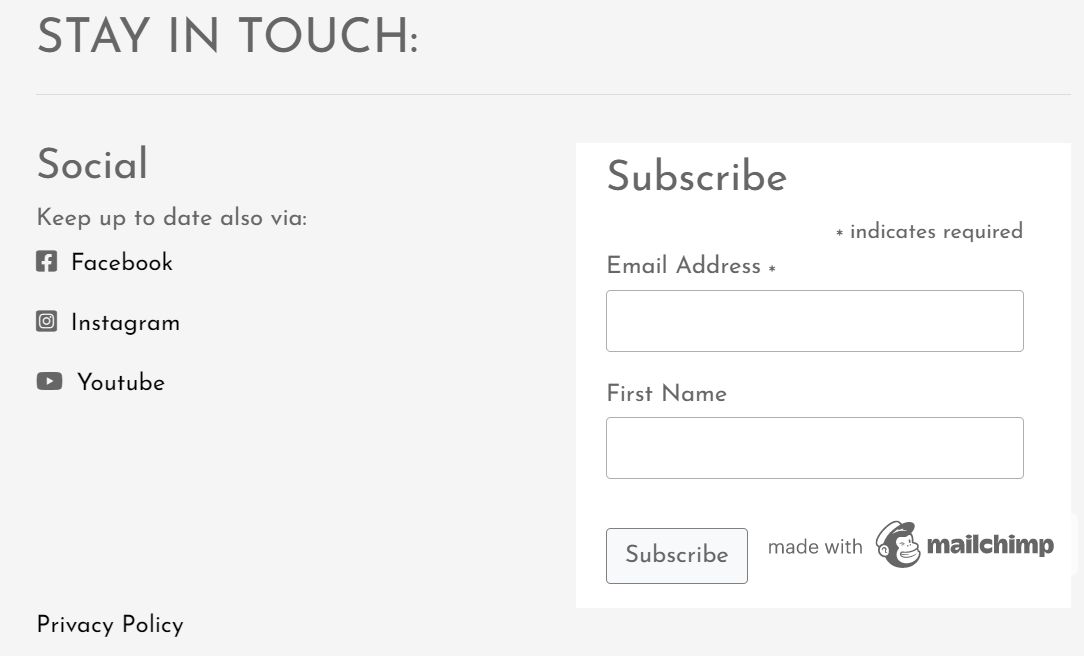 STAY IN TOUCH:
Social
Keep up to date also via:
Facebook
Instagram
Youtube
Subscribe
* indicates required
Email Address *
First Name
Subscribe
made with mailchimp
Privacy Policy